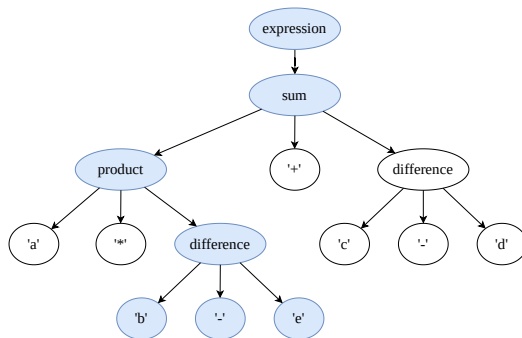 expression
sum
product '+' difference
'a' '*' difference 'c' '-' 'd'
'b' '-' 'e'